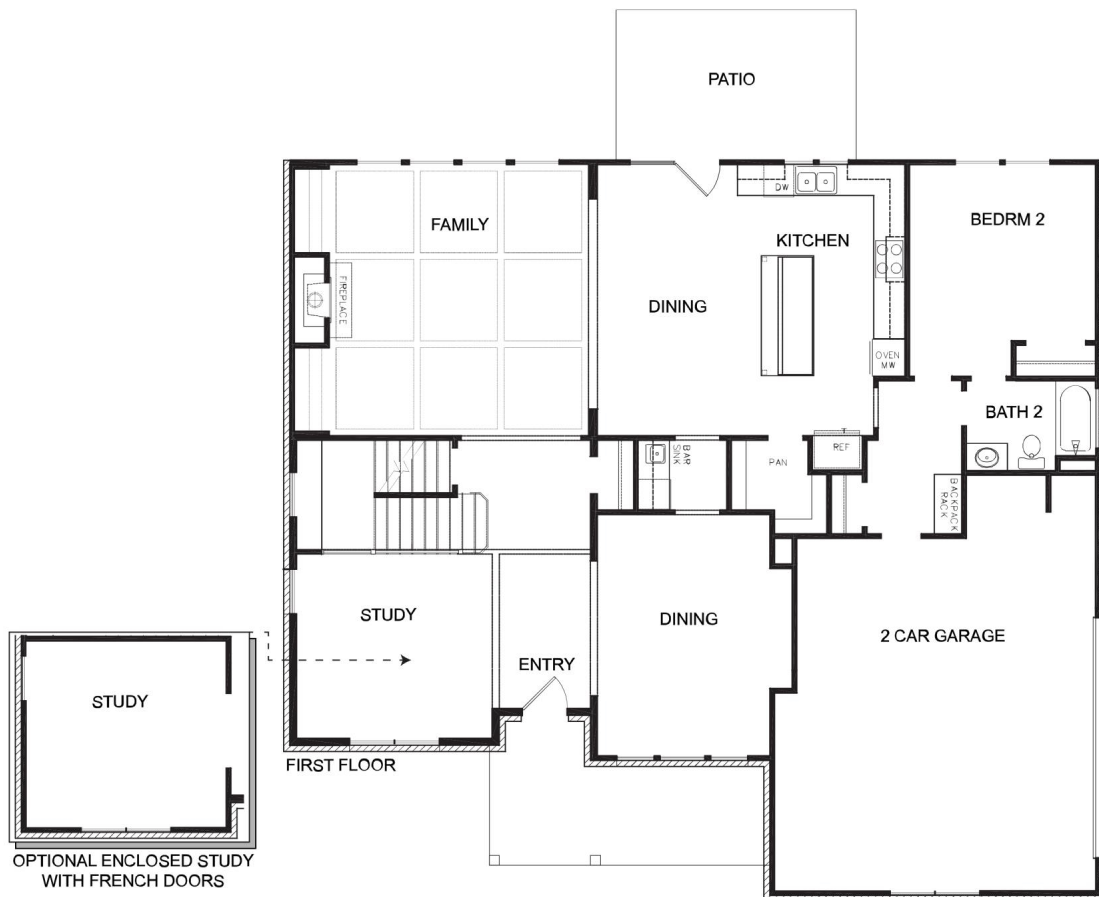 PATIO
FAMILY
KITCHEN
BEDRM 2
DW
FIREPLACE
DINING
OVEN
MW
BATH 2
REF
PAN
BAR
SINK
BACKPACK
RACK
STUDY
DINING
2 CAR GARAGE
ENTRY
STUDY
FIRST FLOOR
OPTIONAL ENCLOSED STUDY
WITH FRENCH DOORS